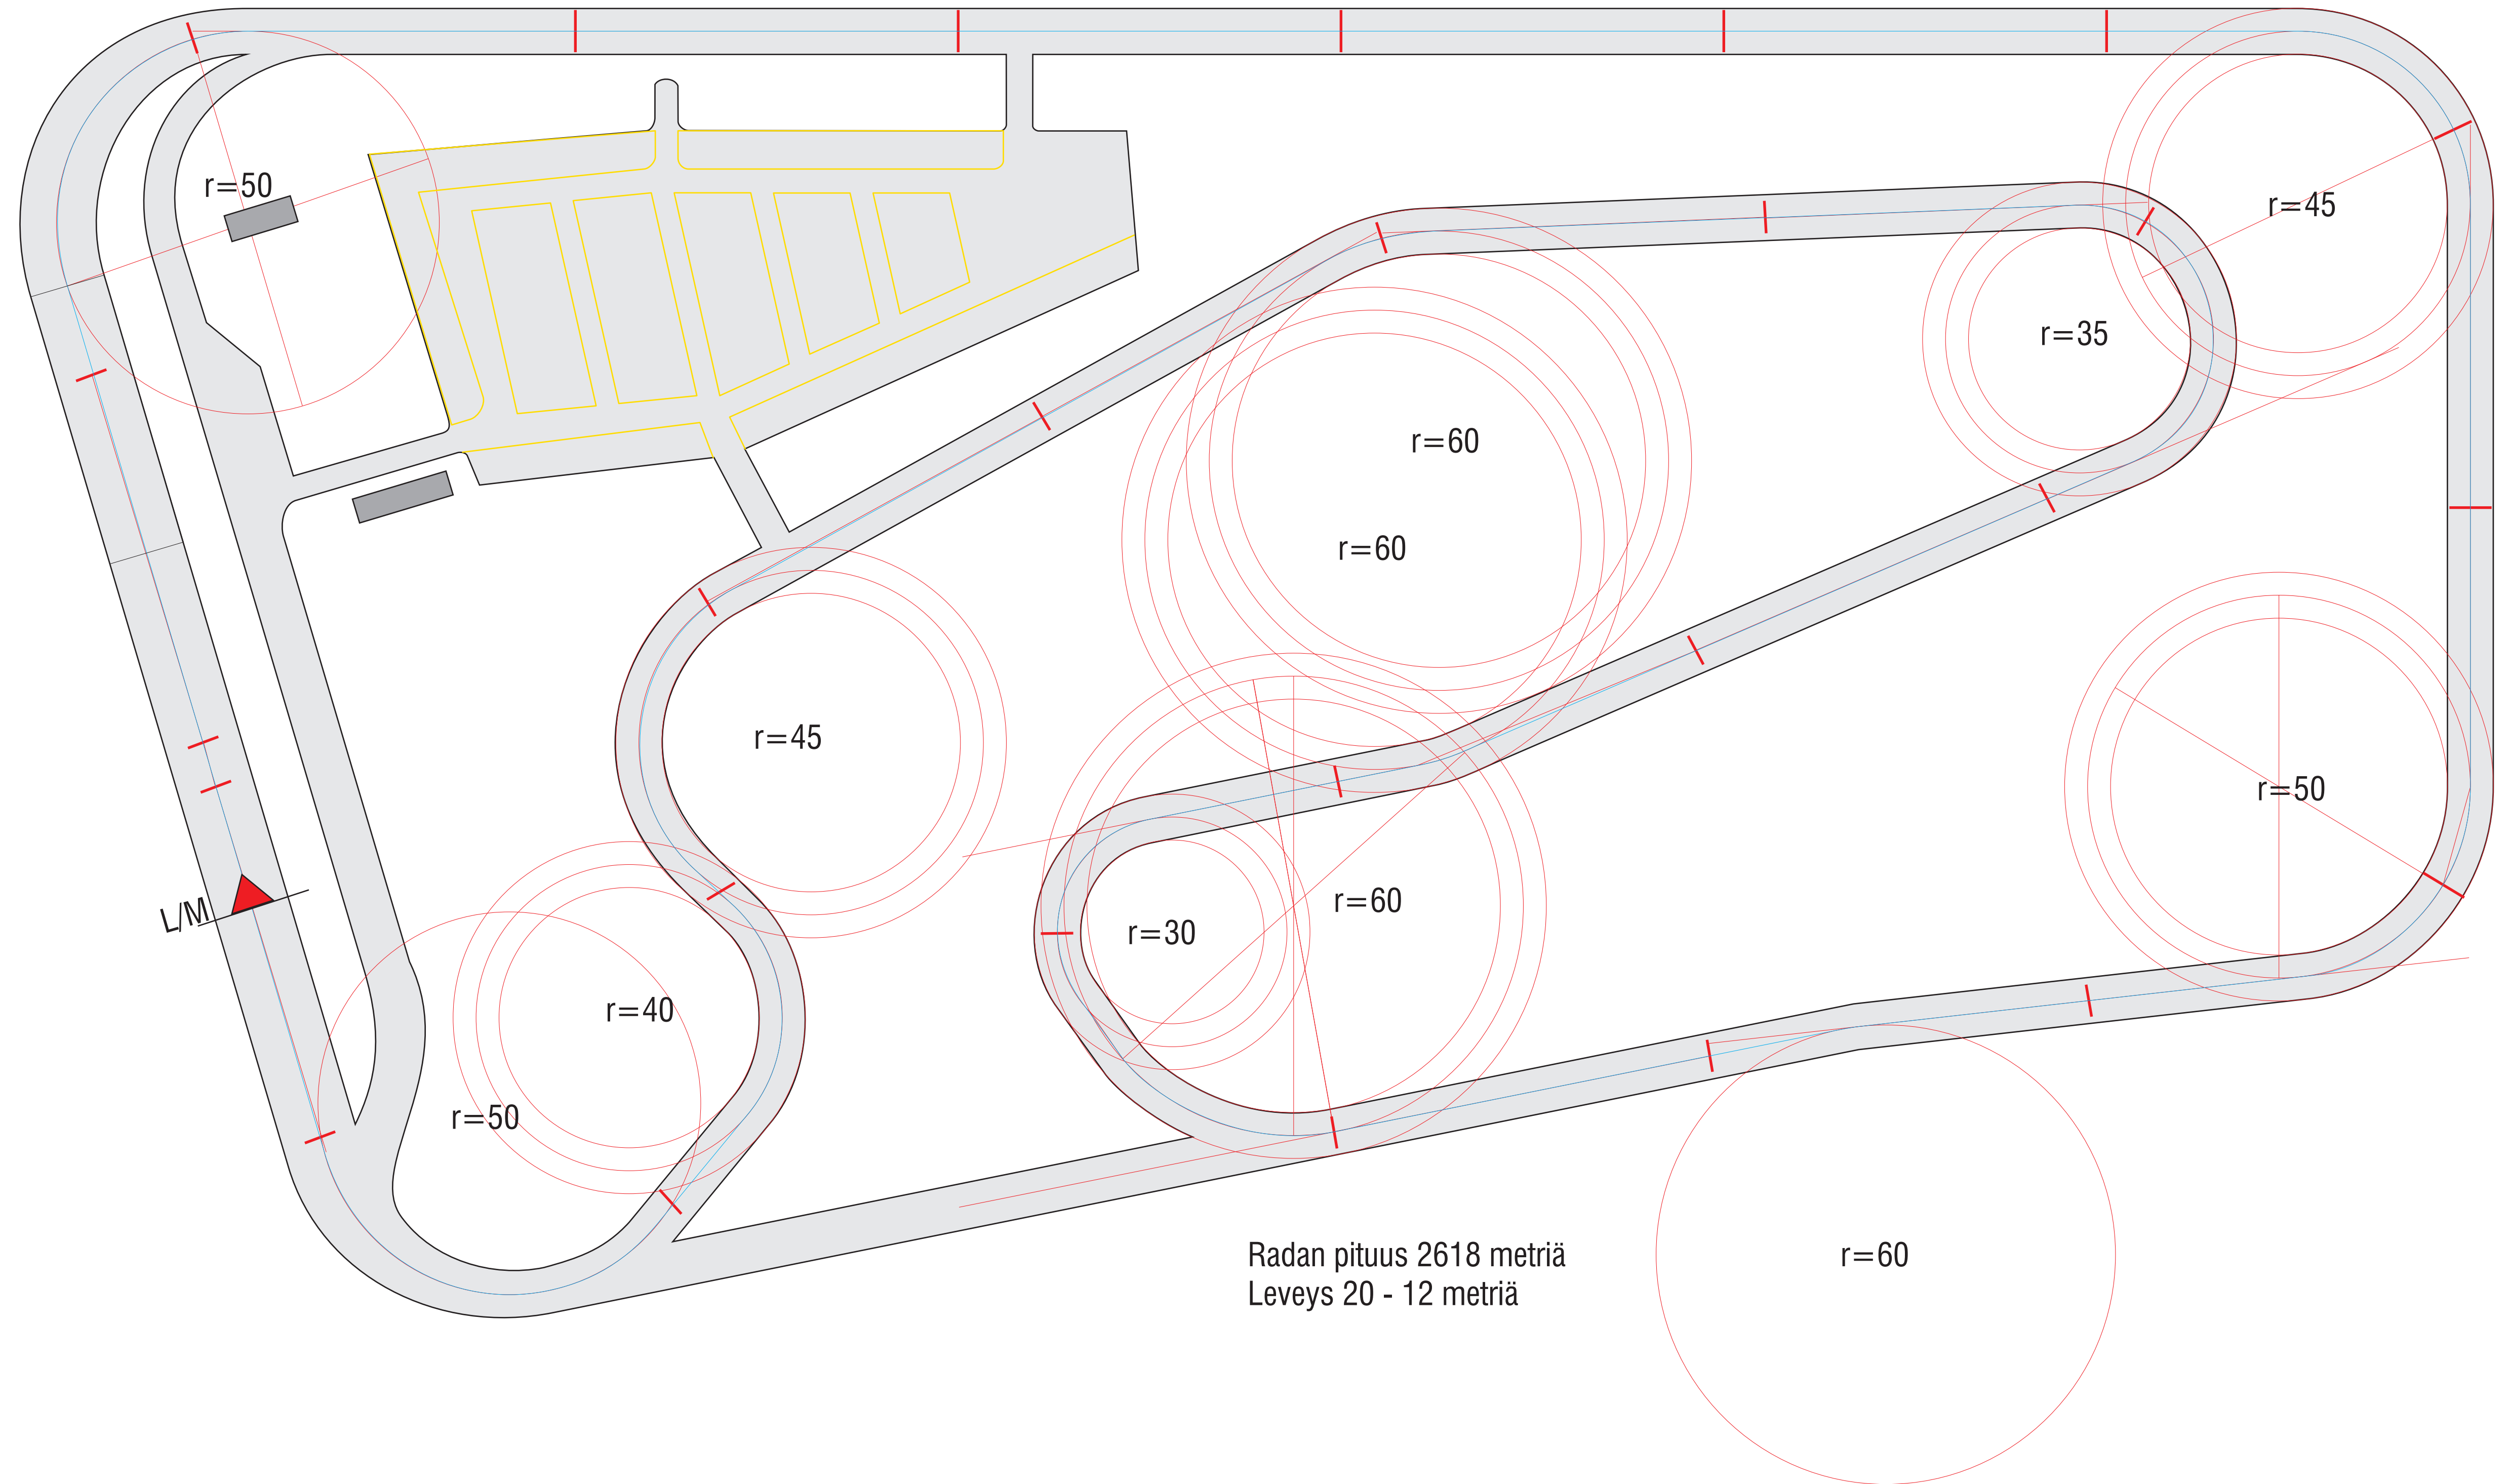 r=50
r=45
r=35
r=60
r=60
r=45
r=50
r=60
r=30
L/M
r=40
r=50
Radan pituus 2618 metriä
Leveys 20 - 12 metriä
r=60